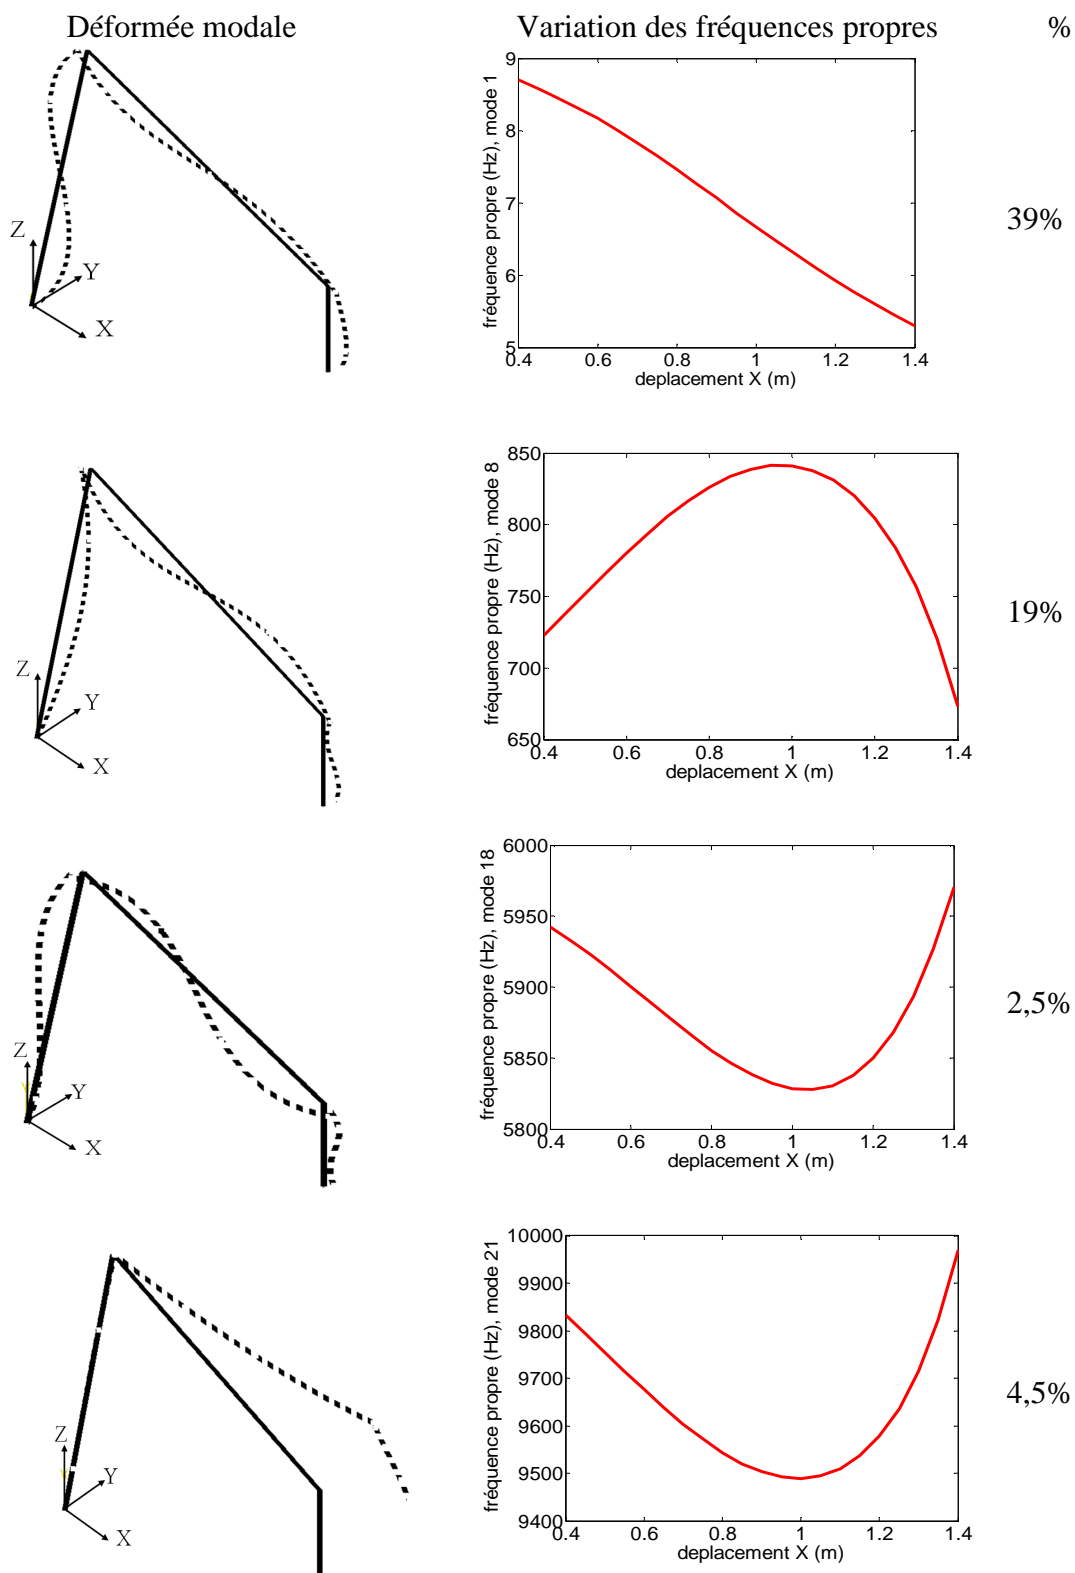 Déformée modale
Variation des fréquences propres
%
Z
Y
X
fréquence propre (Hz), mode 1
9
8
7
6
5
0.4 0.6 0.8 1 1.2 1.4
deplacement X (m)
39%
Z
Y
X
fréquence propre (Hz), mode 8
850
800
750
700
650
0.4 0.6 0.8 1 1.2 1.4
deplacement X (m)
19%
Z
Y
X
fréquence propre (Hz), mode 18
6000
5950
5900
5850
5800
0.4 0.6 0.8 1 1.2 1.4
deplacement X (m)
2,5%
Z
Y
X
fréquence propre (Hz), mode 21
10000
9900
9800
9700
9600
9500
9400
0.4 0.6 0.8 1 1.2 1.4
deplacement X (m)
4,5%